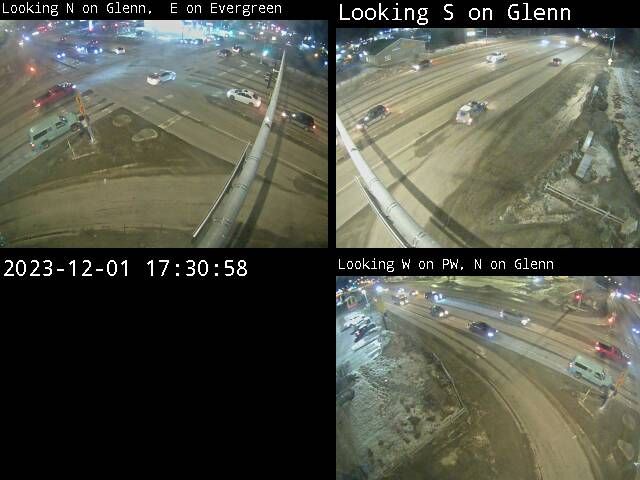 Looking N on Glenn,  E on Evergreen
Looking S on Glenn
2023-12-01 17:30:58
Looking W on PW, N on Glenn